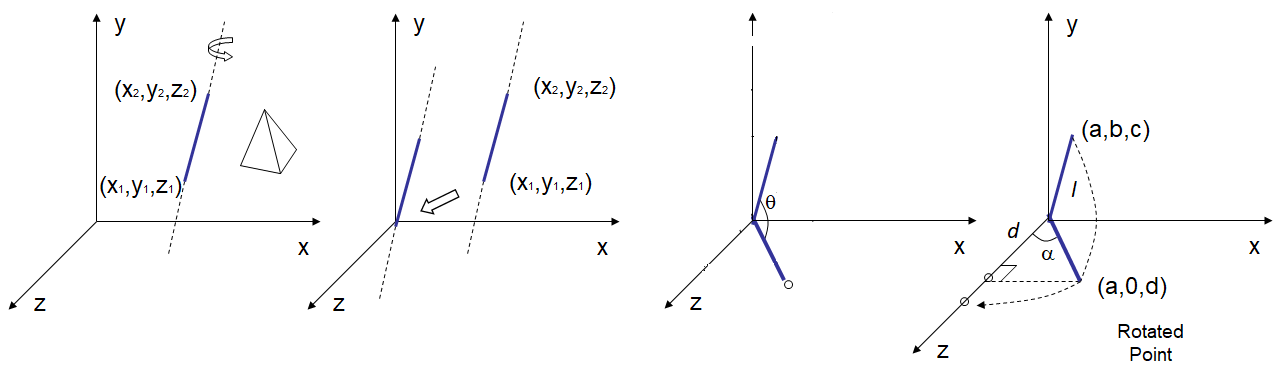 y
(x₂,y₂,z₂)
(x₁,y₁,z₁)
x
z
y
(x₂,y₂,z₂)
(x₁,y₁,z₁)
x
z
θ
x
z
y
(a,b,c)
l
d
α
x
(a,0,d)
z
Rotated
Point